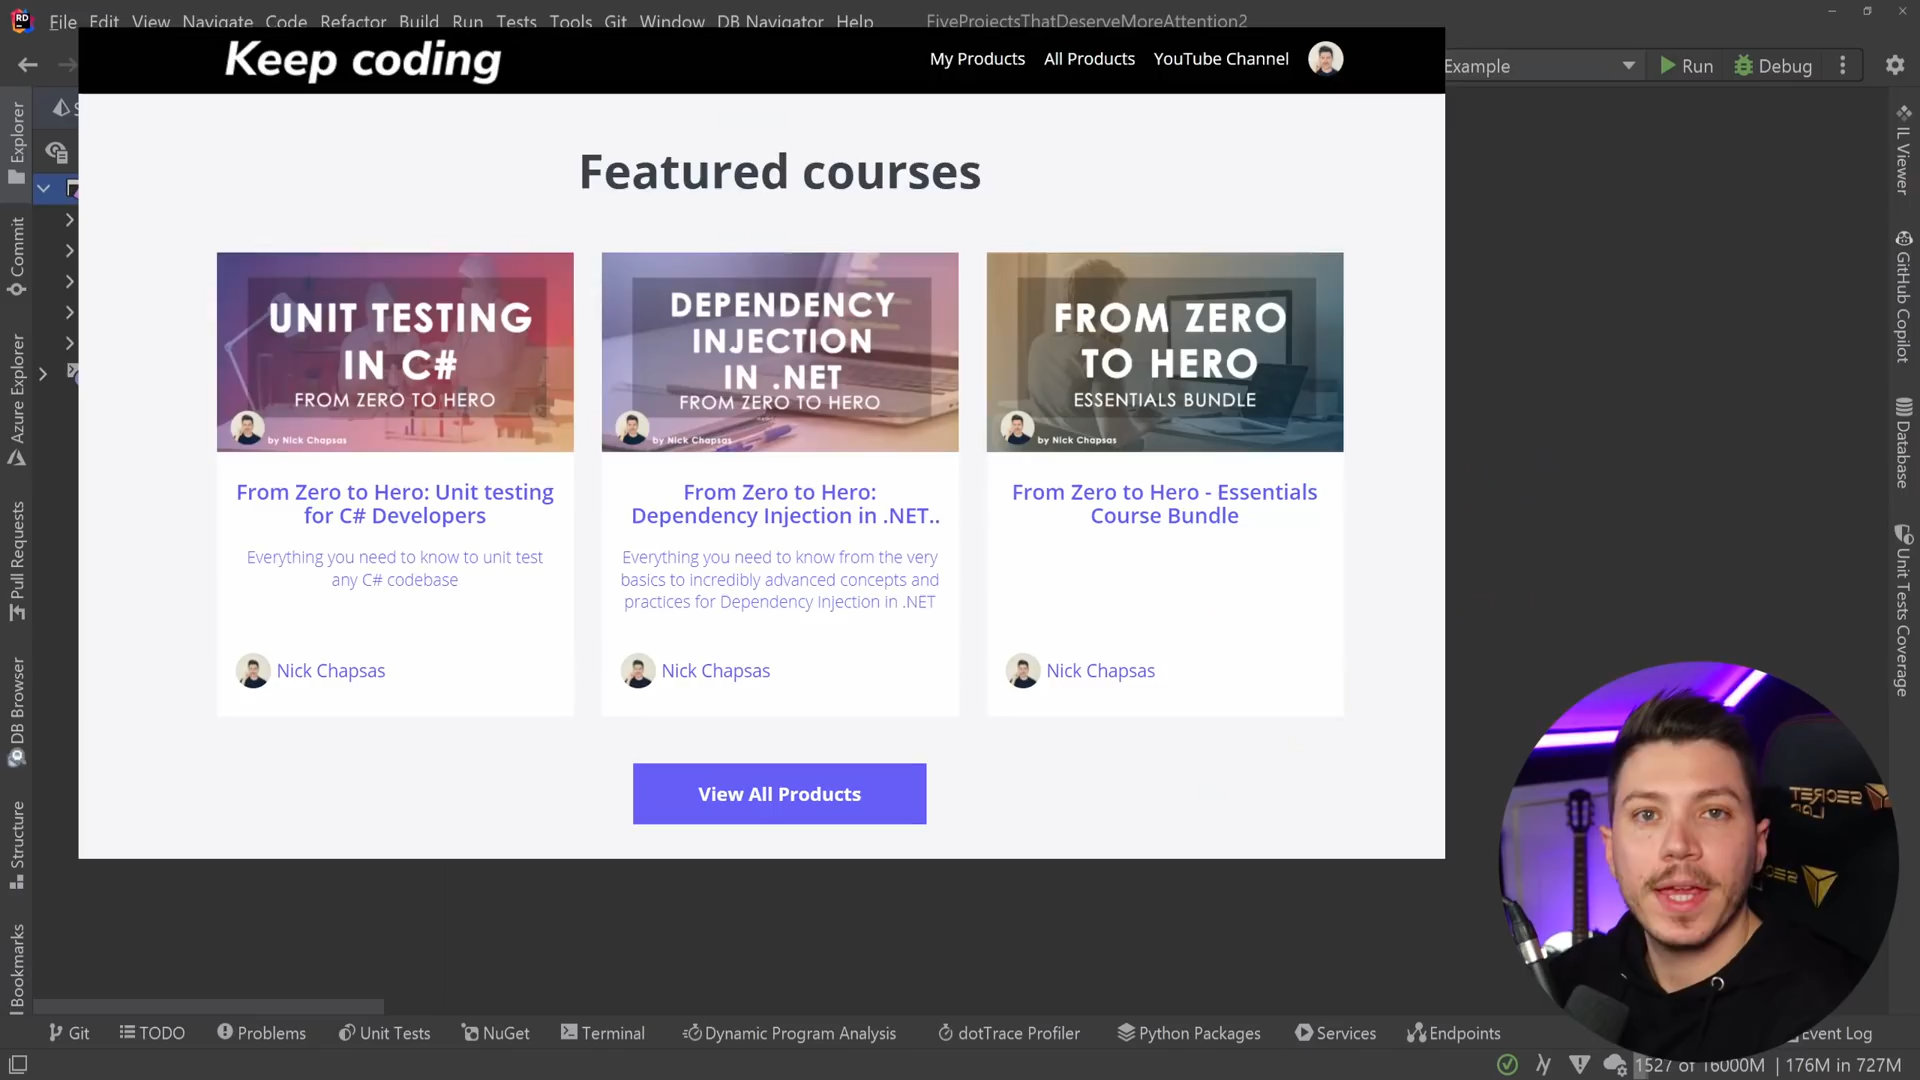 File Edit View Navigate Code Refactor Build Run Tests Tools Git Window DB Navigator Help FiveProjectsThatDeserveMoreAttention2
Keep coding
My Products All Products YouTube Channel
Example Run Debug
Featured courses
UNIT TESTING
IN C#
FROM ZERO TO HERO
by Nick Chapsas
DEPENDENCY
INJECTION
IN .NET
FROM ZERO TO HERO
by Nick Chapsas
FROM ZERO
TO HERO
ESSENTIALS BUNDLE
by Nick Chapsas
From Zero to Hero: Unit testing
for C# Developers
Everything you need to know to unit test
any C# codebase
Nick Chapsas
From Zero to Hero:
Dependency Injection in .NET..
Everything you need to know from the very
basics to incredibly advanced concepts and
practices for Dependency Injection in .NET
Nick Chapsas
From Zero to Hero - Essentials
Course Bundle
Nick Chapsas
View All Products
Explorer
Commit
Azure Explorer
Pull Requests
DB Browser
Structure
Bookmarks
IL Viewer
GitHub Copilot
Database
Unit Tests Coverage
Git TODO Problems Unit Tests NuGet Terminal Dynamic Program Analysis dotTrace Profiler Python Packages Services Endpoints Event Log
1527 of 16000M | 176M in 727M